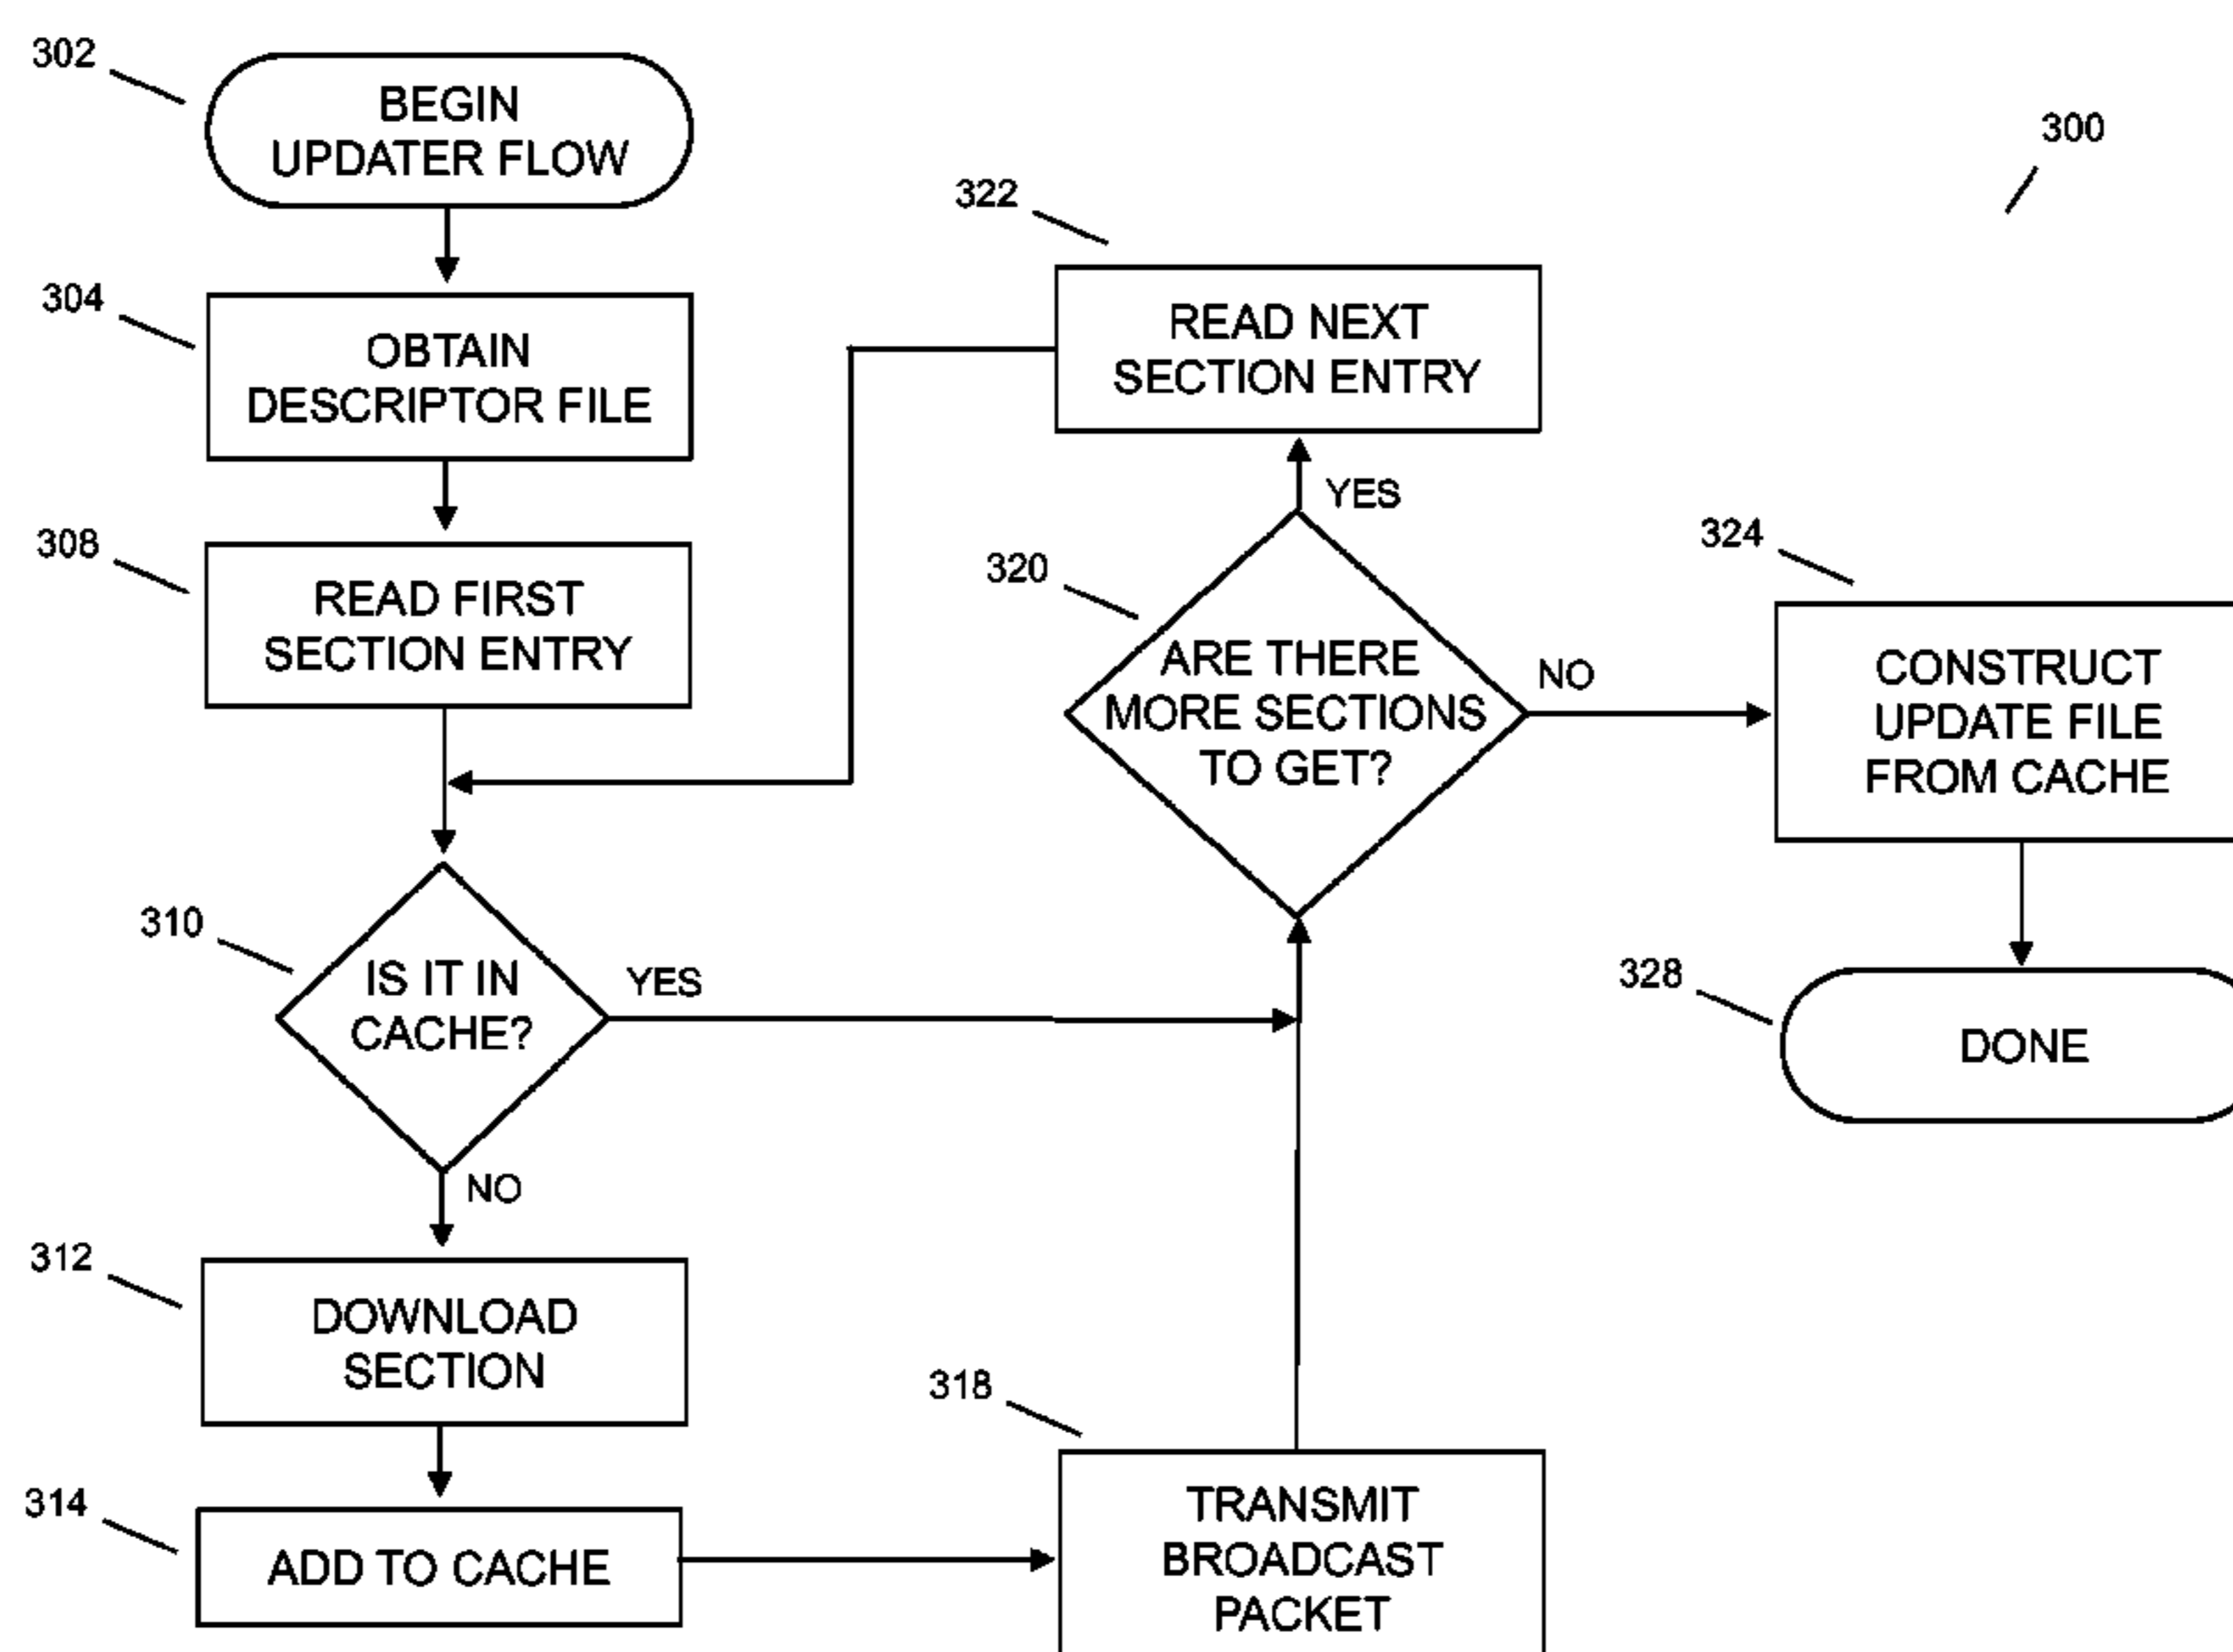 302
BEGIN
UPDATER FLOW
300
322
304
OBTAIN
DESCRIPTOR FILE
READ NEXT
SECTION ENTRY
YES
308
READ FIRST
SECTION ENTRY
320
ARE THERE
MORE SECTIONS
TO GET?
NO
324
CONSTRUCT
UPDATE FILE
FROM CACHE
310
IS IT IN
CACHE?
YES
328
DONE
NO
312
DOWNLOAD
SECTION
318
314
ADD TO CACHE
TRANSMIT
BROADCAST
PACKET